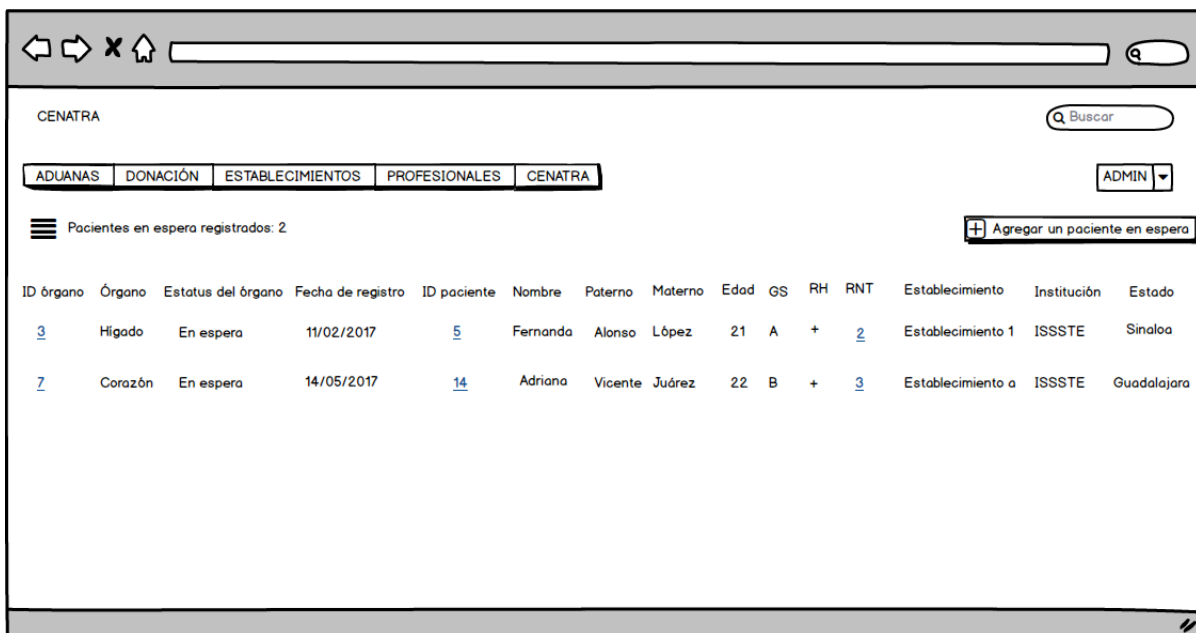 CENATRA
Buscar
ADUANAS DONACIÓN ESTABLECIMIENTOS PROFESIONALES CENATRA ADMIN
Pacientes en espera registrados: 2 Agregar un paciente en espera
ID órgano Órgano Estatus del órgano Fecha de registro ID paciente Nombre Paterno Materno Edad GS RH RNT Establecimiento Institución Estado
3 Hígado En espera 11/02/2017 5 Fernanda Alonso López 21 A + 2 Establecimiento 1 ISSSTE Sinaloa
7 Corazón En espera 14/05/2017 14 Adriana Vicente Juárez 22 B + 3 Establecimiento a ISSSTE Guadalajara